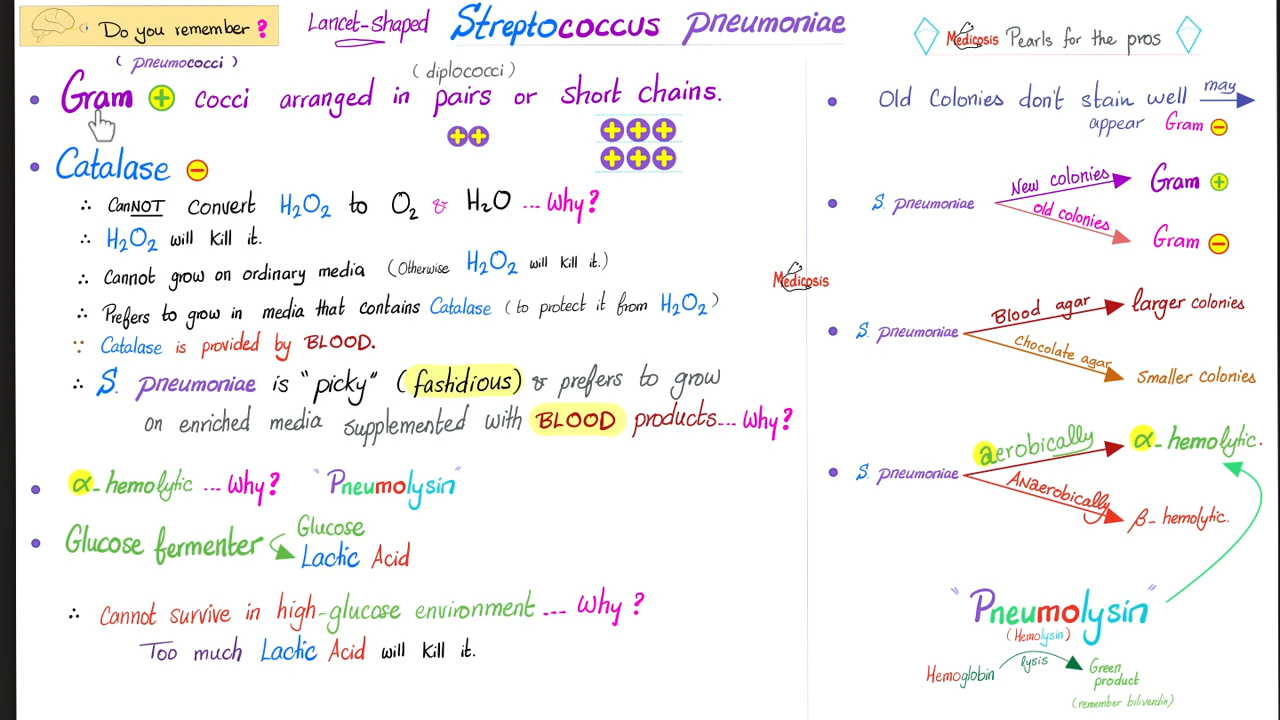 Do you remember ?
Lancet-shaped Streptococcus pneumoniae
(pneumococci)
(diplococci)
Gram + cocci arranged in pairs or short chains.
Catalase -
∴ CanNOT convert H₂O₂ to O₂ & H₂O ... Why?
∴ H₂O₂ will kill it.
∴ Cannot grow on ordinary media (Otherwise H₂O₂ will kill it.)
∴ Prefers to grow in media that contains Catalase (to protect it from H₂O₂)
∵ Catalase is provided by BLOOD.
∴ S. pneumoniae is "picky" (fashidious) & prefers to grow
on enriched media supplemented with BLOOD products... Why?
α-hemolytic ... Why? "Pneumolysin"
Glucose fermenter Glucose
Lactic Acid
∴ Cannot survive in high-glucose environment ... Why?
Too much Lactic Acid will kill it.
Medicosis
Medicosis Pearls for the pros
Old Colonies don't stain well may
appear Gram -
S. pneumoniae New colonies Gram +
old colonies Gram -
S. pneumoniae Blood agar larger colonies
chocolate agar smaller colonies
S. pneumoniae aerobically α-hemolytic.
ANaerobically β-hemolytic.
"Pneumolysin"
(Hemolysin)
Hemoglobin lysis Green
product
(remember biliverdin)